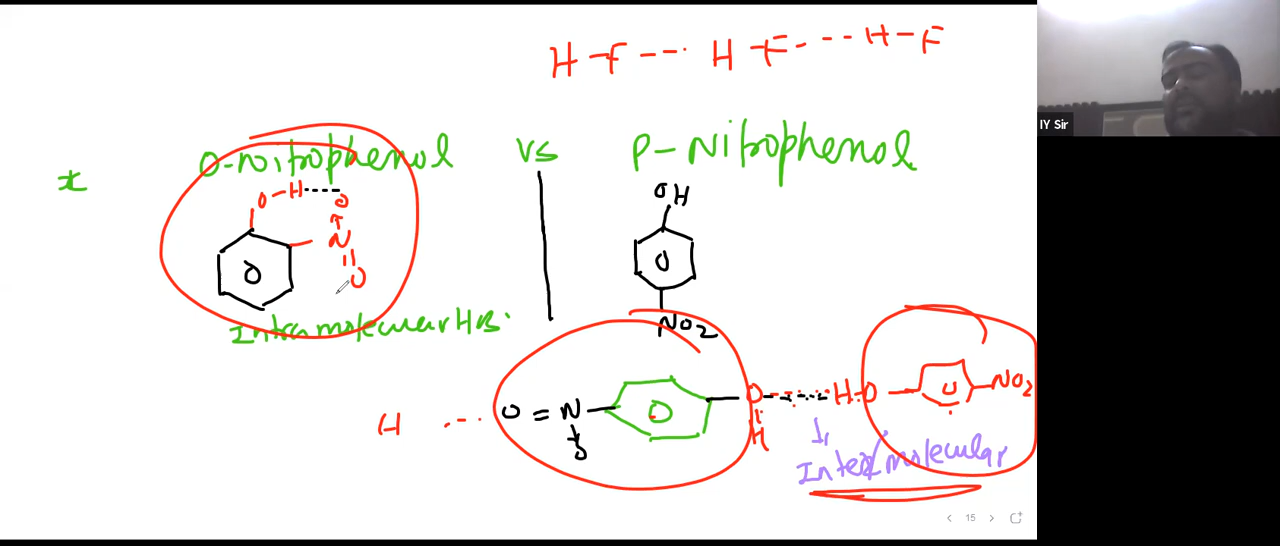 H-F--- H F---H-F
O-Nitrophenol vs P-Nitrophenol
x
O-H----O
N
O
OH
NO2
Intramolecular HB.
H --- O=N O----H-O NO2
O H
Intermolecular
IY Sir
15